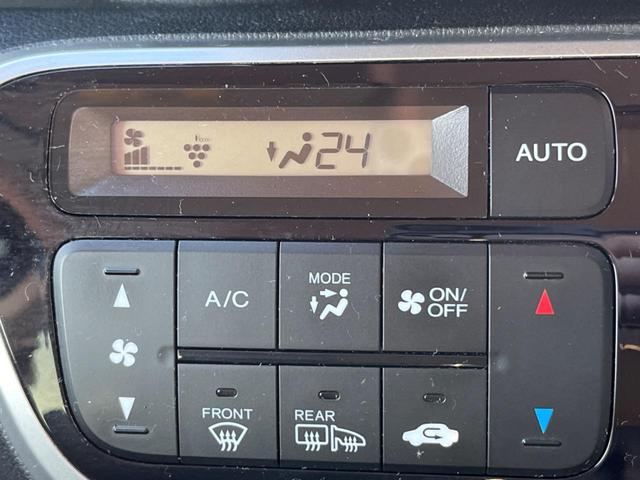 24
AUTO
A/C
MODE
ON/
OFF
FRONT
REAR